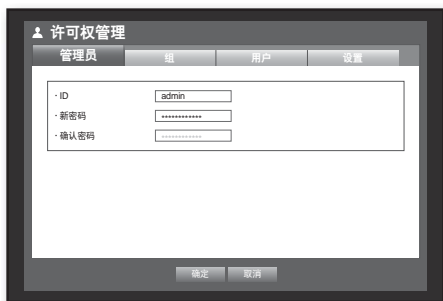 许可权管理
管理员 组 用户 设置
· ID admin
· 新密码 ************
· 确认密码 ************
确定 取消